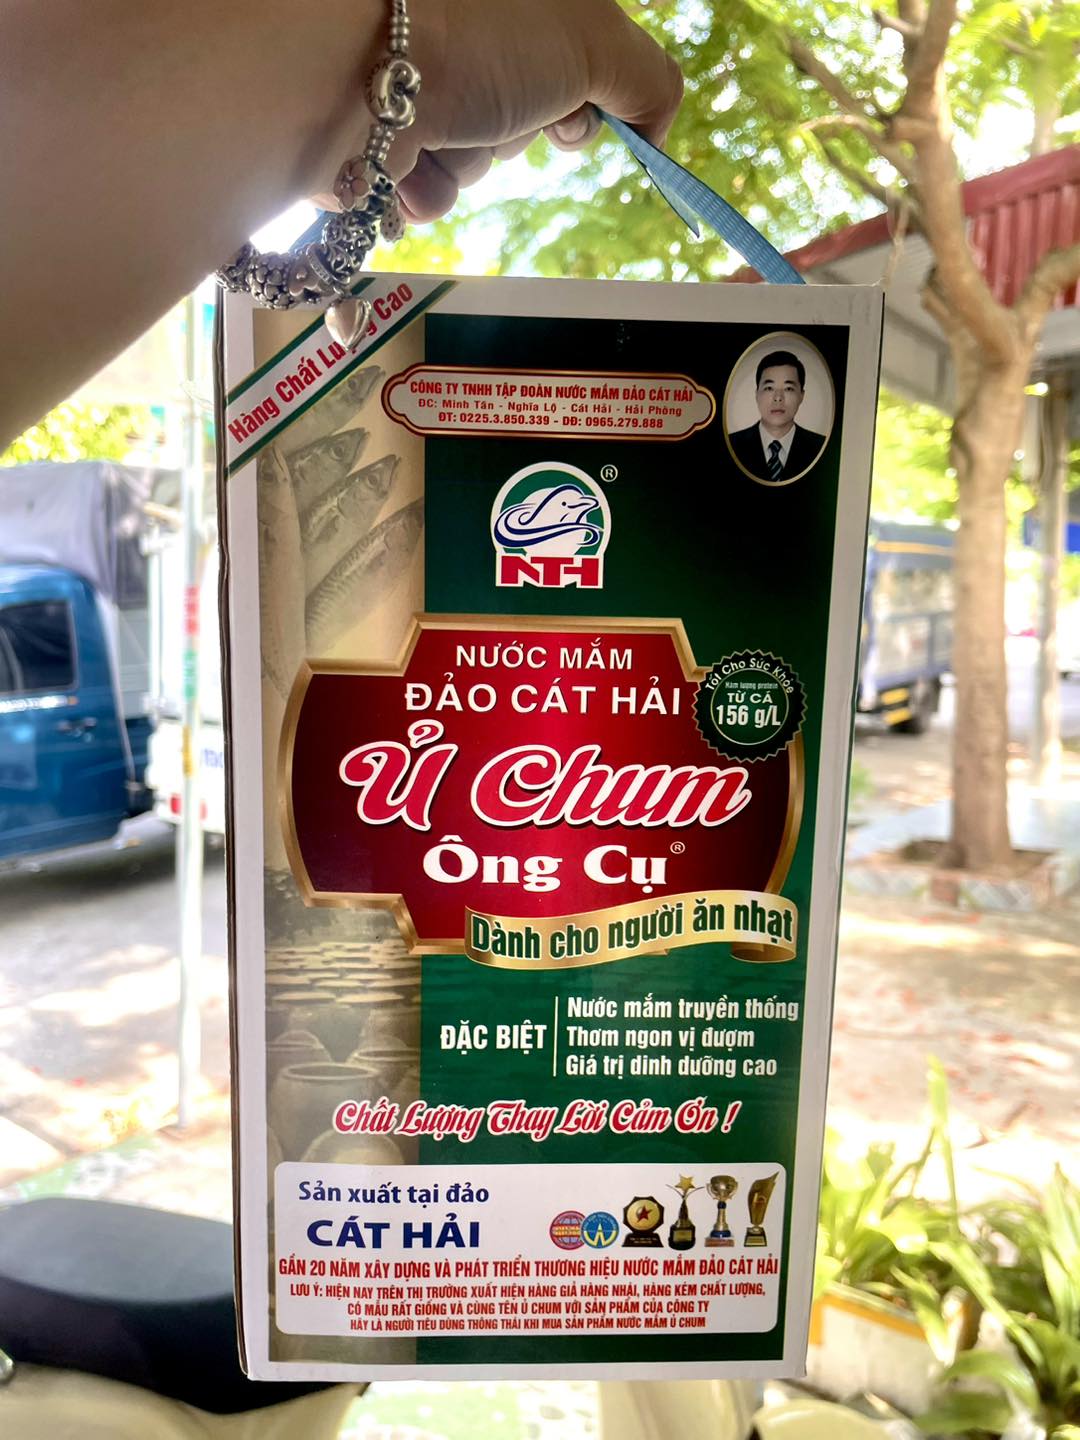 Hàng Chất Lượng Cao
CÔNG TY TNHH TẬP ĐOÀN NƯỚC MẮM ĐẢO CÁT HẢI
ĐC: Minh Tân - Nghĩa Lộ - Cát Hải - Hải Phòng
ĐT: 0225.3.850.339 - DĐ: 0965.279.888
®
NTH
NƯỚC MẮM
ĐẢO CÁT HẢI
Tốt Cho Sức Khỏe
Hàm lượng protein
TỪ CÁ
156 g/L
Ủ Chum
Ông Cụ®
Dành cho người ăn nhạt
ĐẶC BIỆT
Nước mắm truyền thống
Thơm ngon vị đượm
Giá trị dinh dưỡng cao
Chất Lượng Thay Lời Cảm Ơn !
Sản xuất tại đảo
CÁT HẢI
GẦN 20 NĂM XÂY DỰNG VÀ PHÁT TRIỂN THƯƠNG HIỆU NƯỚC MẮM ĐẢO CÁT HẢI
LƯU Ý: HIỆN NAY TRÊN THỊ TRƯỜNG XUẤT HIỆN HÀNG GIẢ HÀNG NHÁI, HÀNG KÉM CHẤT LƯỢNG,
CÓ MẪU RẤT GIỐNG VÀ CÙNG TÊN Ủ CHUM VỚI SẢN PHẨM CỦA CÔNG TY
HÃY LÀ NGƯỜI TIÊU DÙNG THÔNG THÁI KHI MUA SẢN PHẨM NƯỚC MẮM Ủ CHUM